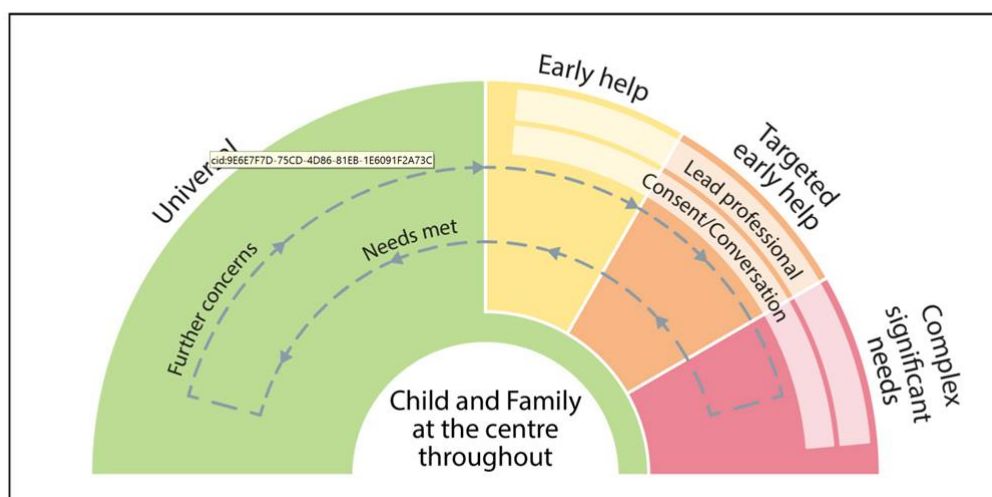 Universal
cid:9E6E7F7D-75CD-4D86-81EB-1E6091F2A73C
Early help
Targeted
early help
Complex
significant
needs
Lead professional
Consent/Conversation
Further concerns
Needs met
Child and Family
at the centre
throughout